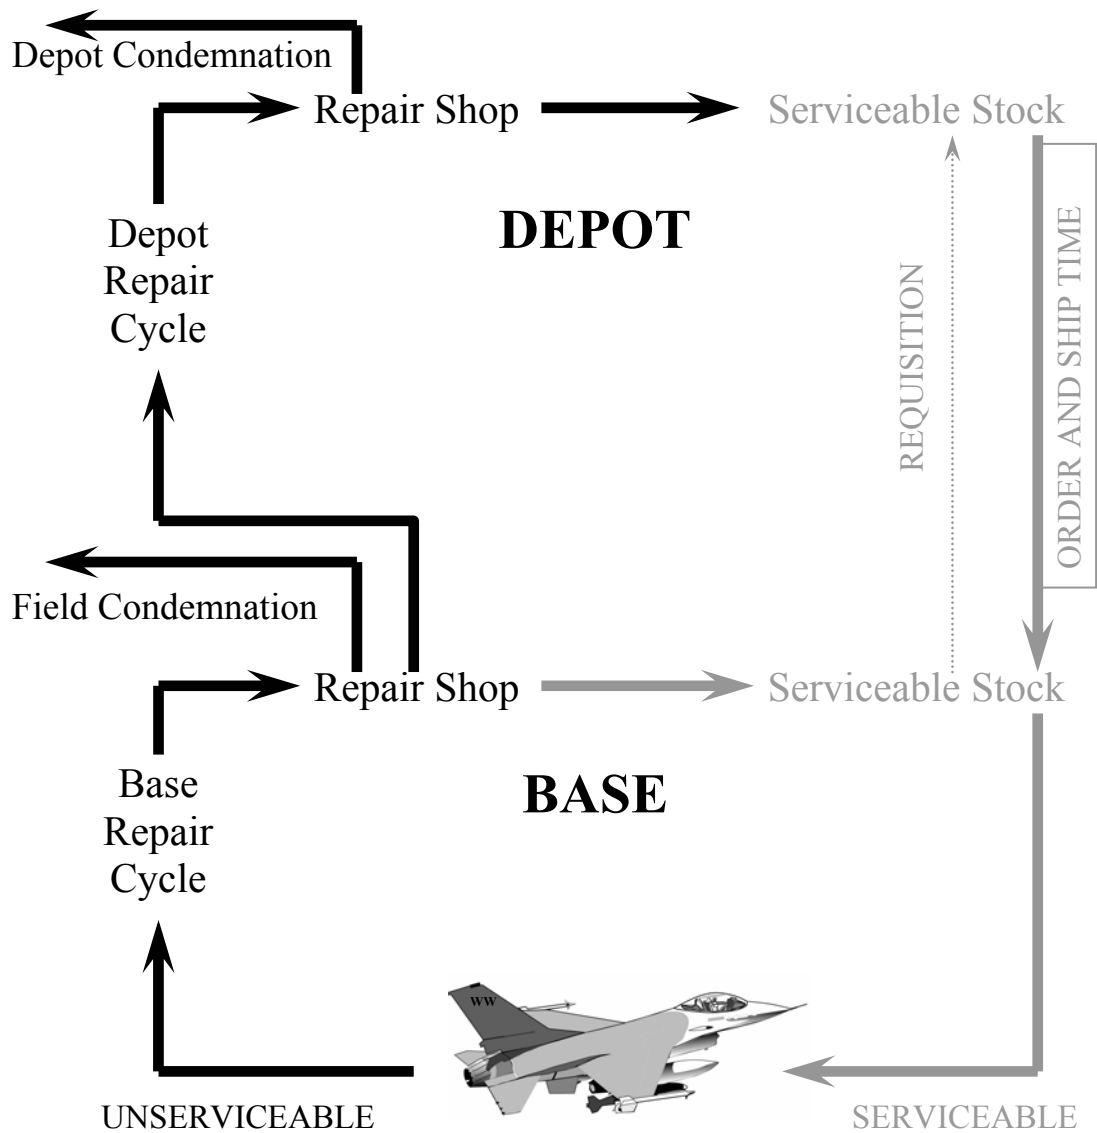 Depot Condemnation
Repair Shop
Serviceable Stock
Depot
Repair
Cycle
DEPOT
REQUISITION
ORDER AND SHIP TIME
Field Condemnation
Repair Shop
Serviceable Stock
Base
Repair
Cycle
BASE
WW
UNSERVICEABLE
SERVICEABLE